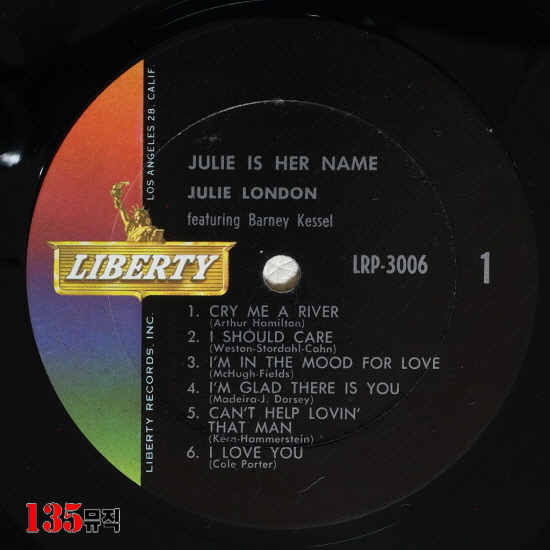 LOS ANGELES 28, CALIF.
JULIE IS HER NAME
JULIE LONDON
featuring Barney Kessel
LIBERTY
LRP-3006
1
1. CRY ME A RIVER
(Arthur Hamilton)
2. I SHOULD CARE
(Weston-Stordahl-Cahn)
3. I'M IN THE MOOD FOR LOVE
(McHugh-Fields)
4. I'M GLAD THERE IS YOU
(Madeira-J. Dorsey)
5. CAN'T HELP LOVIN'
THAT MAN
(Kern-Hammerstein)
6. I LOVE YOU
(Cole Porter)
LIBERTY RECORDS, INC.
135뮤직